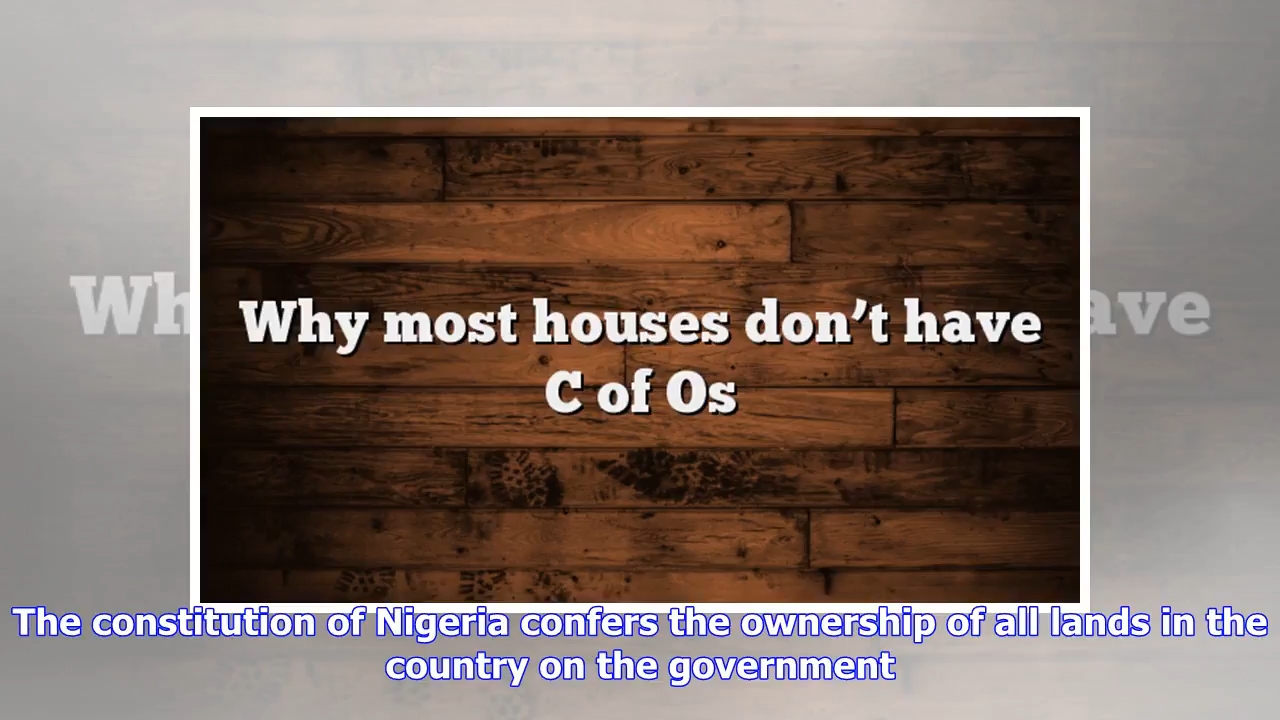 Why most houses don’t have
C of Os
The constitution of Nigeria confers the ownership of all lands in the
country on the government